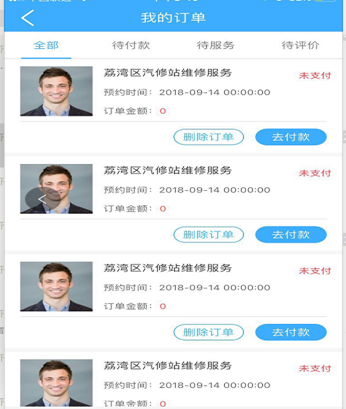 我的订单
全部 待付款 待服务 待评价
荔湾区汽修站维修服务 未支付
预约时间：2018-09-14 00:00:00
订单金额：0
删除订单 去付款
荔湾区汽修站维修服务 未支付
预约时间：2018-09-14 00:00:00
订单金额：0
删除订单 去付款
荔湾区汽修站维修服务 未支付
预约时间：2018-09-14 00:00:00
订单金额：0
删除订单 去付款
荔湾区汽修站维修服务 未支付
预约时间：2018-09-14 00:00:00
订单金额：0